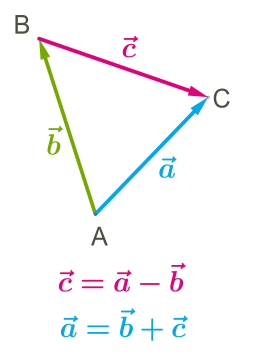 B
c⃗
C
b⃗
a⃗
A
c⃗ = a⃗ − b⃗
a⃗ = b⃗ + c⃗